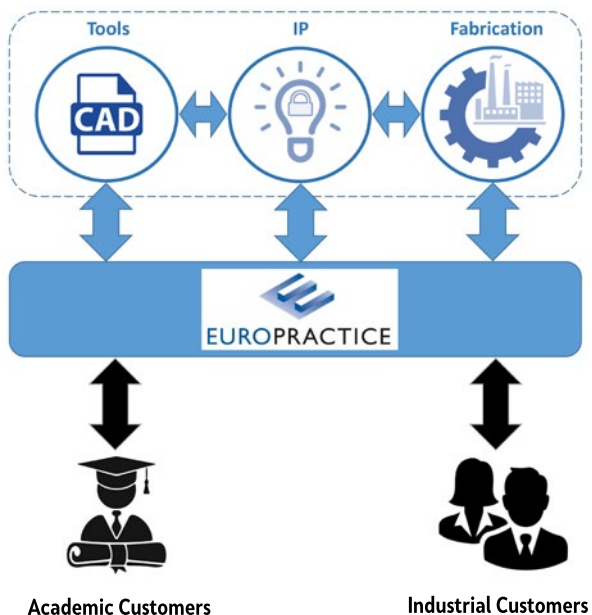 Tools
IP
Fabrication
CAD
EUROPRACTICE
Academic Customers
Industrial Customers